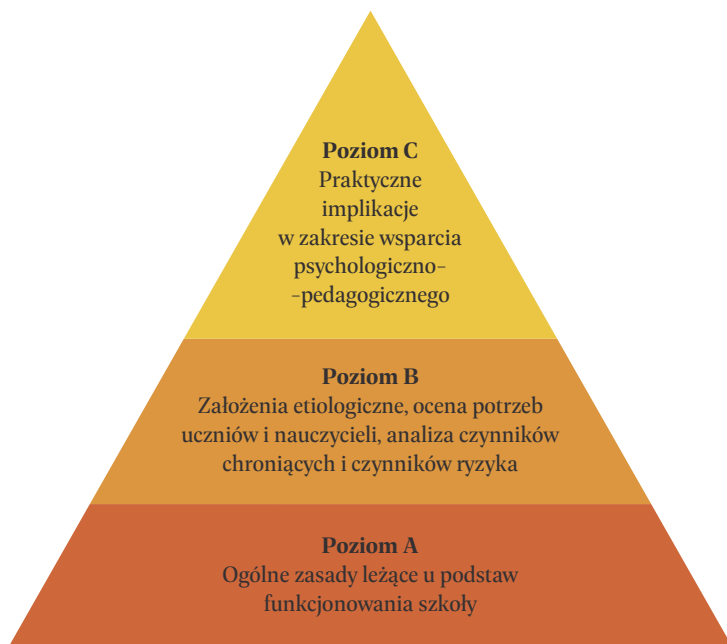 Poziom C
Praktyczne
implikacje
w zakresie wsparcia
psychologiczno-
-pedagogicznego
Poziom B
Założenia etiologiczne, ocena potrzeb
uczniów i nauczycieli, analiza czynników
chroniących i czynników ryzyka
Poziom A
Ogólne zasady leżące u podstaw
funkcjonowania szkoły